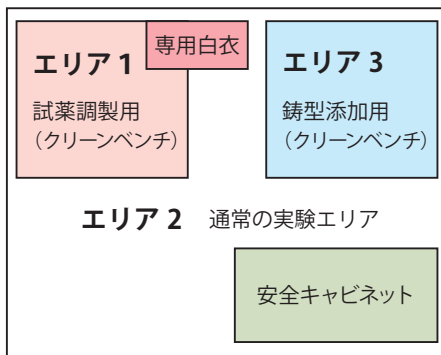 エリア 1
専用白衣
試薬調製用
（クリーンベンチ）
エリア 3
鋳型添加用
（クリーンベンチ）
エリア 2 通常の実験エリア
安全キャビネット